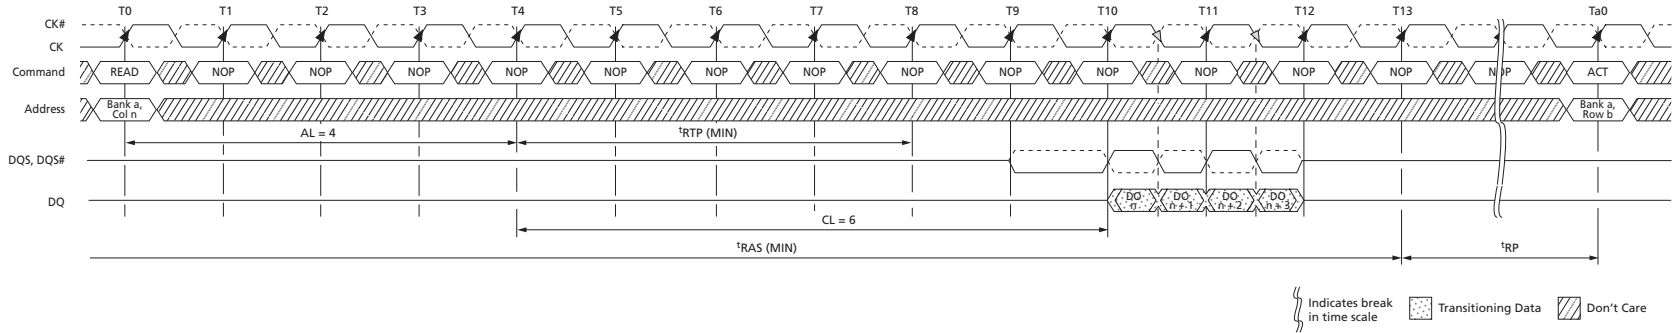 T0 T1 T2 T3 T4 T5 T6 T7 T8 T9 T10 T11 T12 T13 Ta0
CK#
CK
Command READ NOP NOP NOP NOP NOP NOP NOP NOP NOP NOP NOP NOP NOP NOP ACT
Address Bank a, Col n Bank a, Row b
AL = 4 tRTP (MIN)
DQS, DQS#
DQ DO n DO n + 1 DO n + 2 DO n + 3
CL = 6
tRAS (MIN) tRP
Indicates break in time scale Transitioning Data Don't Care